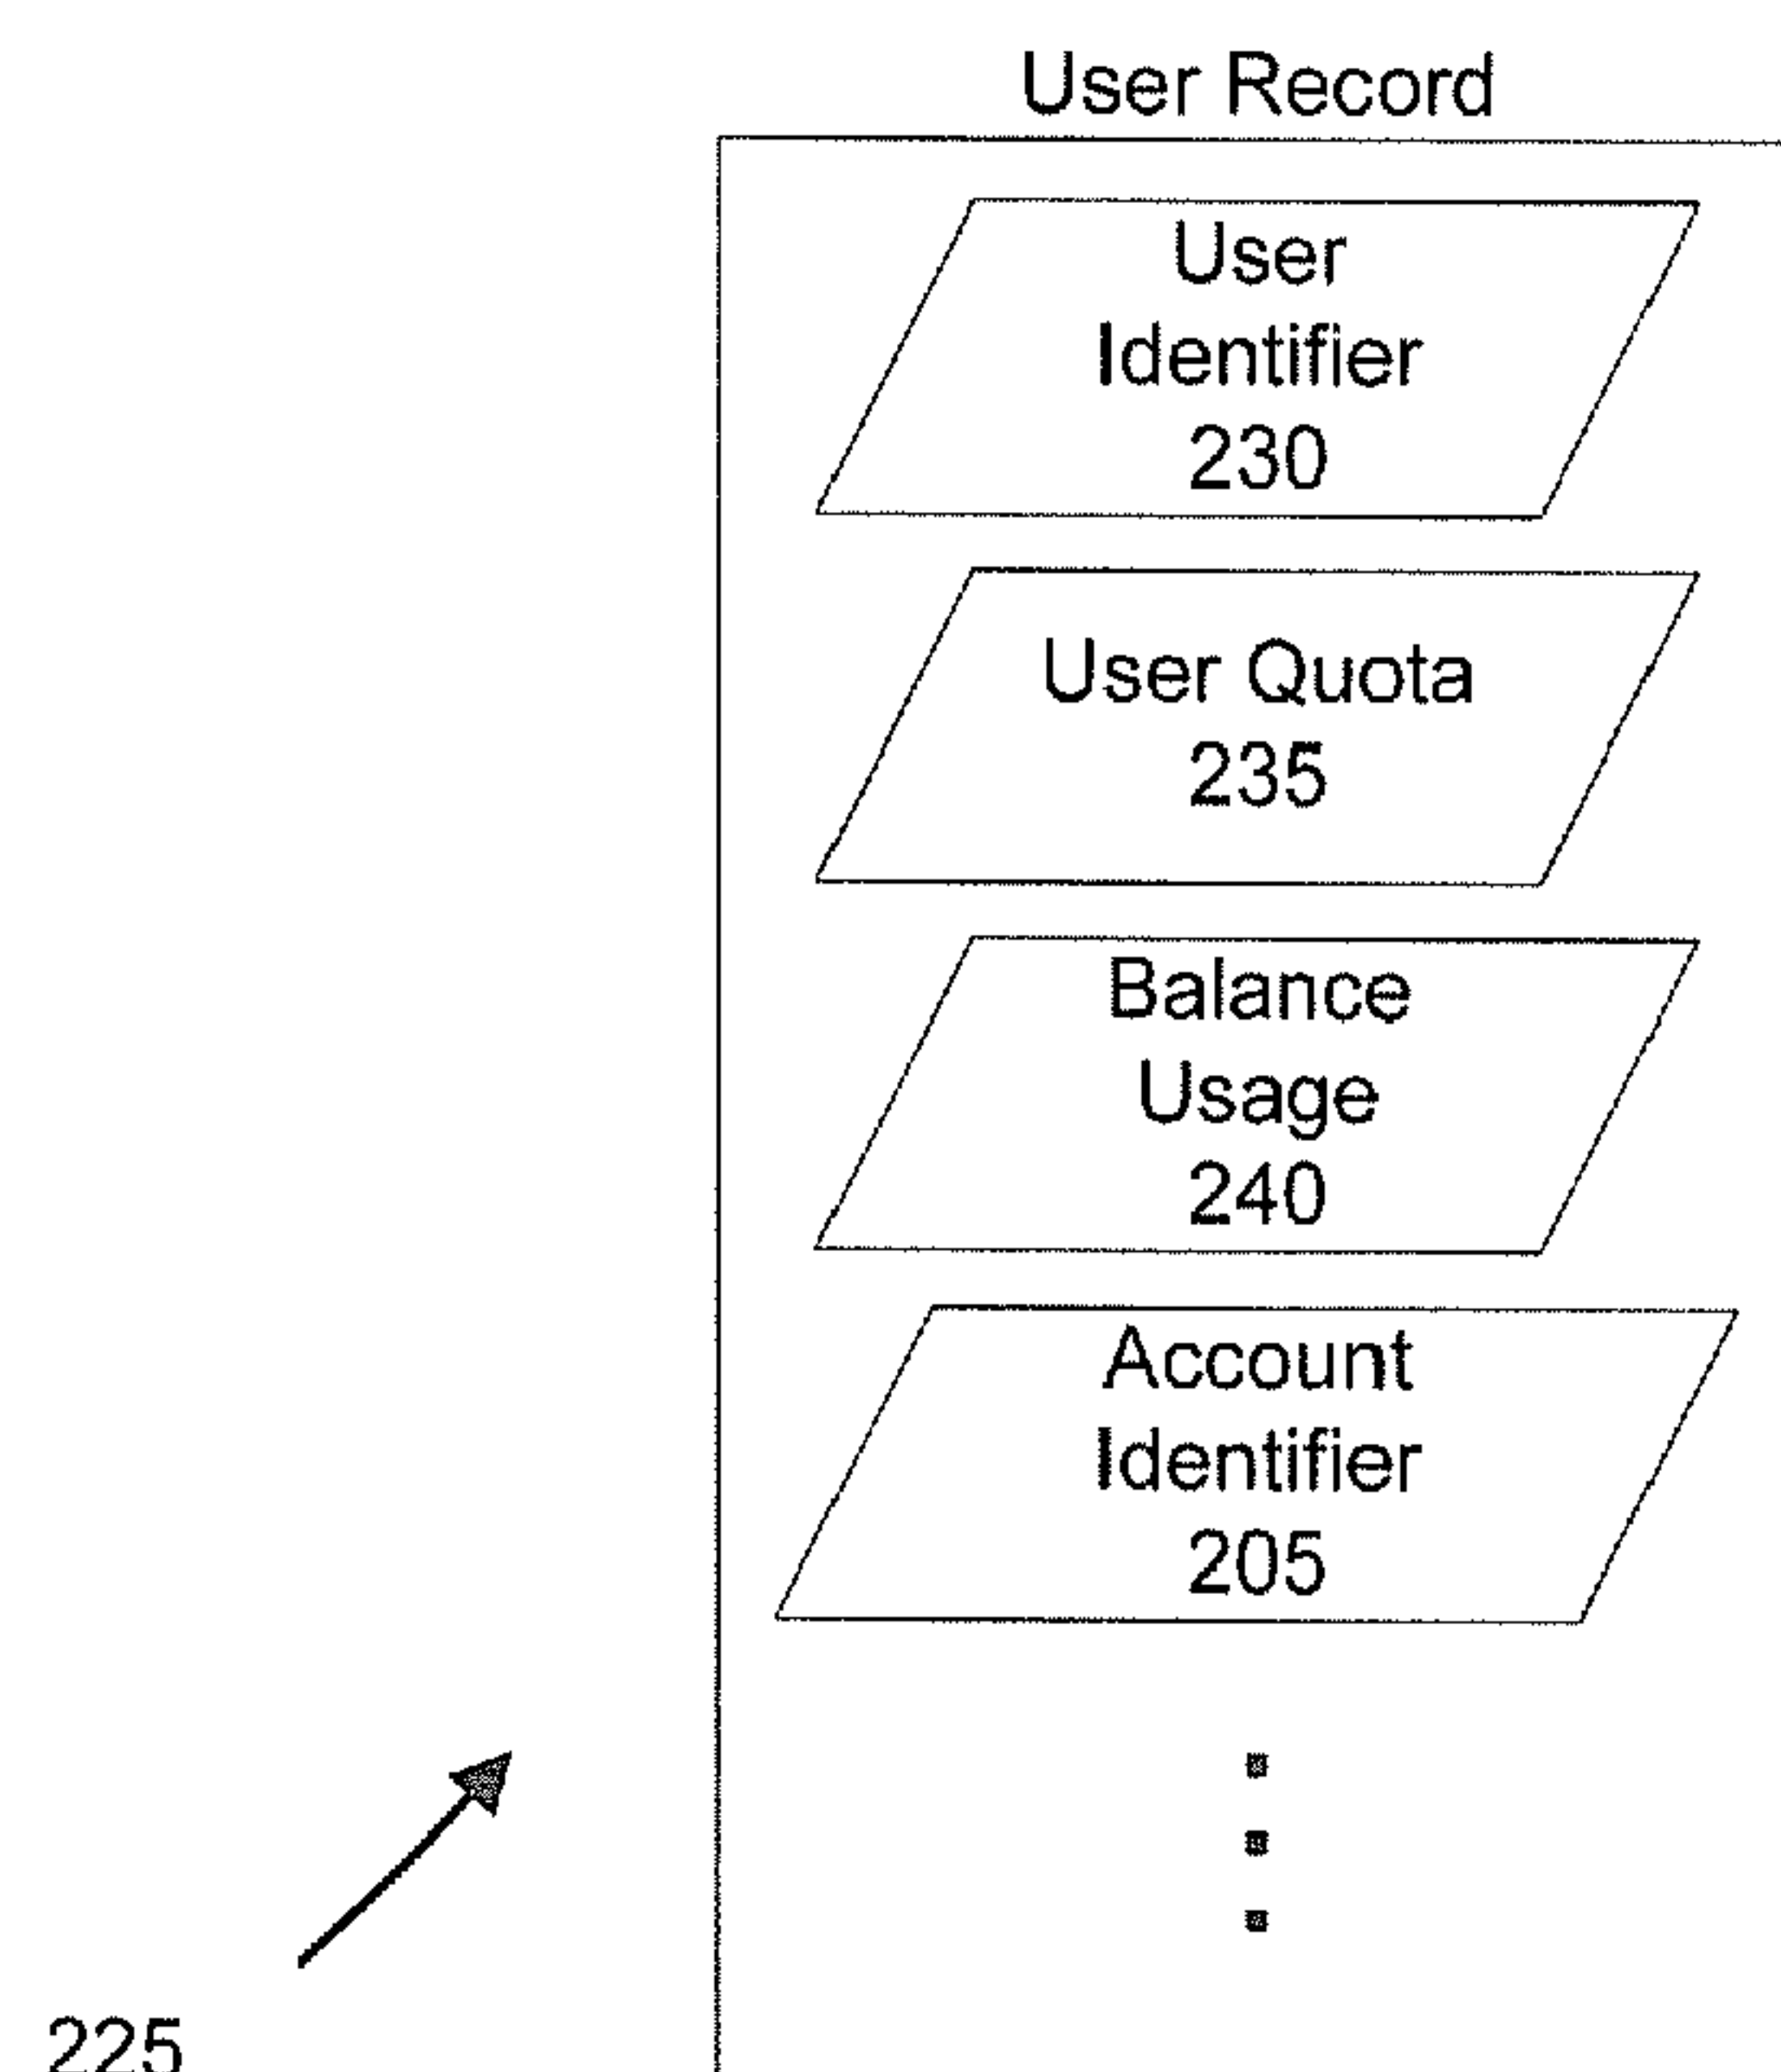 User Record
User
Identifier
230
User Quota
235
Balance
Usage
240
Account
Identifier
205
225